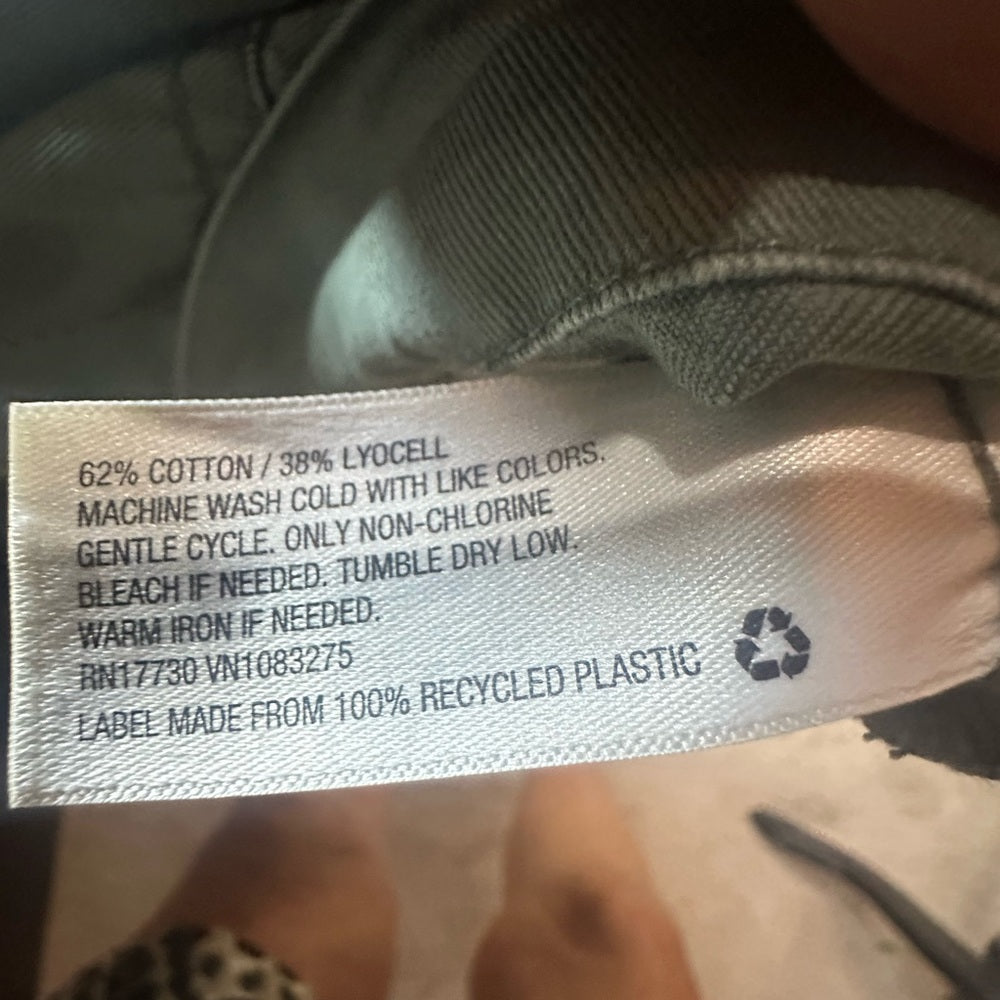 62% COTTON / 38% LYOCELL
MACHINE WASH COLD WITH LIKE COLORS.
GENTLE CYCLE. ONLY NON-CHLORINE
BLEACH IF NEEDED. TUMBLE DRY LOW.
WARM IRON IF NEEDED.
RN17730 VN1083275
LABEL MADE FROM 100% RECYCLED PLASTIC